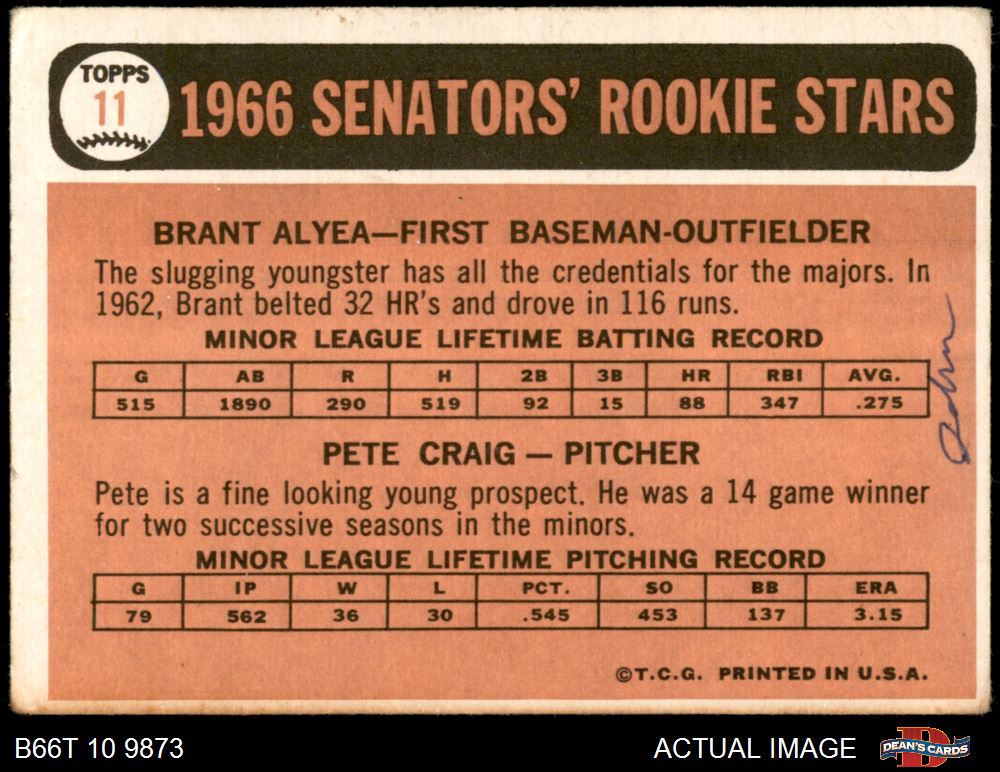 TOPPS
11
1966 SENATORS' ROOKIE STARS
BRANT ALYEA—FIRST BASEMAN-OUTFIELDER
The slugging youngster has all the credentials for the majors. In
1962, Brant belted 32 HR's and drove in 116 runs.
MINOR LEAGUE LIFETIME BATTING RECORD
G AB R H 2B 3B HR RBI AVG.
515 1890 290 519 92 15 88 347 .275
PETE CRAIG — PITCHER
Pete is a fine looking young prospect. He was a 14 game winner
for two successive seasons in the minors.
MINOR LEAGUE LIFETIME PITCHING RECORD
G IP W L PCT. SO BB ERA
79 562 36 30 .545 453 137 3.15
©T.C.G. PRINTED IN U.S.A.
B66T 10 9873
ACTUAL IMAGE
DEAN'S CARDS